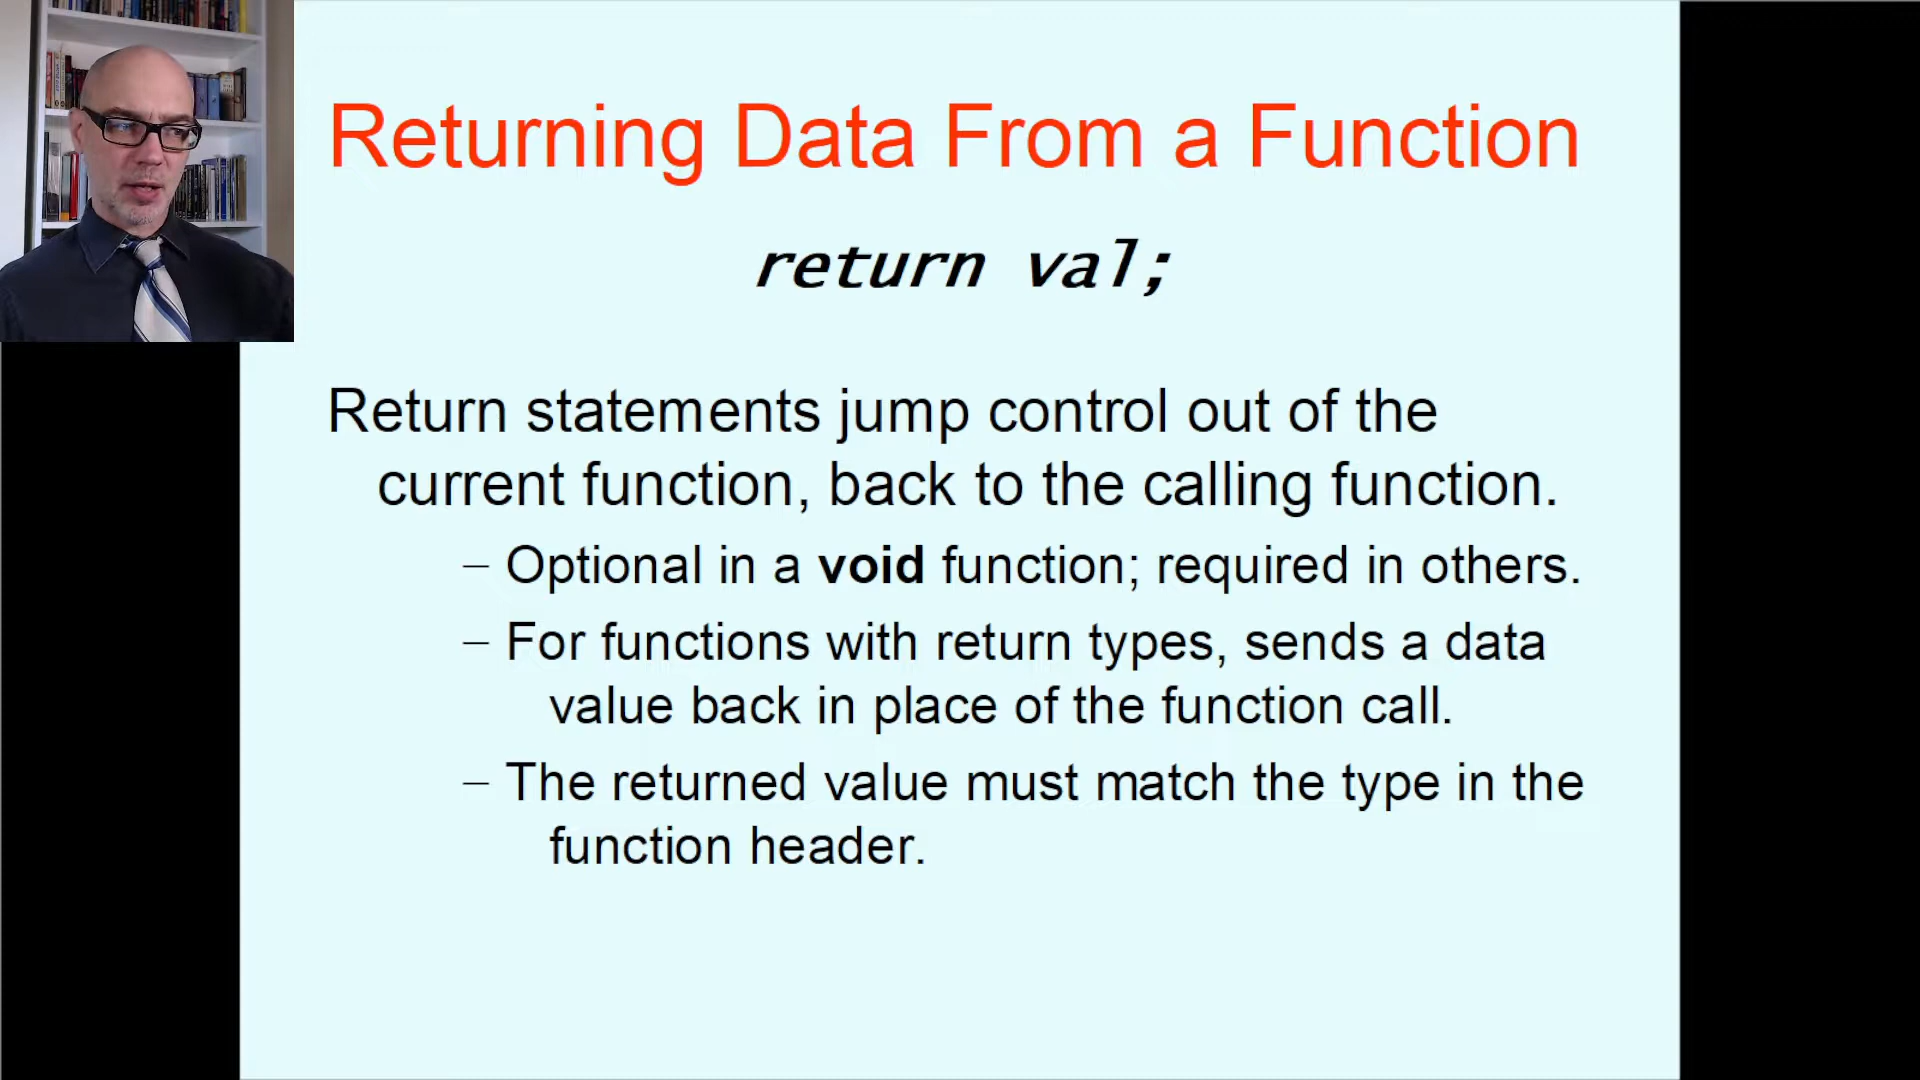 Returning Data From a Function
return val;
Return statements jump control out of the
current function, back to the calling function.
– Optional in a void function; required in others.
– For functions with return types, sends a data
value back in place of the function call.
– The returned value must match the type in the
function header.